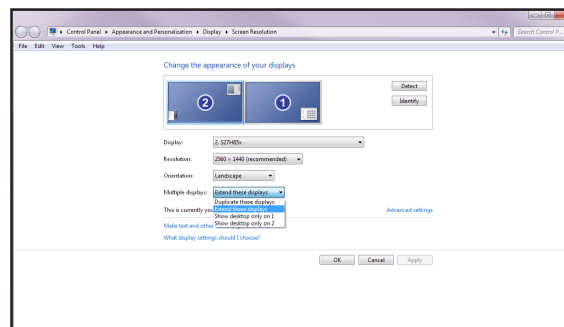 Control Panel ▸ Appearance and Personalization ▸ Display ▸ Screen Resolution
Search Control P...
File Edit View Tools Help
Change the appearance of your displays
2
1
Detect
Identify
Display: 2. S27H85x
Resolution: 2560 × 1440 (recommended)
Orientation: Landscape
Multiple displays: Extend these displays
Duplicate these displays
This is currently you
Extend these displays
Advanced settings
Show desktop only on 1
Make text and othe
Show desktop only on 2
What display settings should I choose?
OK Cancel Apply